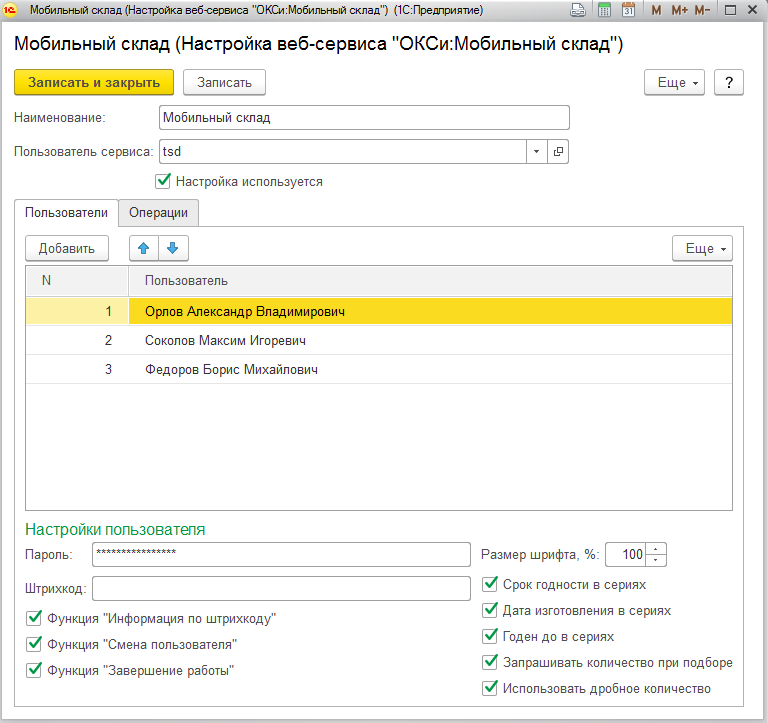 Мобильный склад (Настройка веб-сервиса "ОКСи:Мобильный склад") (1С:Предприятие)
M M+ M-
Мобильный склад (Настройка веб-сервиса "ОКСи:Мобильный склад")
Записать и закрыть Записать Еще ?
Наименование: Мобильный склад
Пользователь сервиса: tsd
Настройка используется
Пользователи Операции
Добавить Еще
N Пользователь
1 Орлов Александр Владимирович
2 Соколов Максим Игоревич
3 Федоров Борис Михайлович
Настройки пользователя
Пароль: **************** Размер шрифта, %: 100
Штрихкод: Срок годности в сериях
Функция "Информация по штрихкоду" Дата изготовления в сериях
Функция "Смена пользователя" Годен до в сериях
Функция "Завершение работы" Запрашивать количество при подборе
Использовать дробное количество